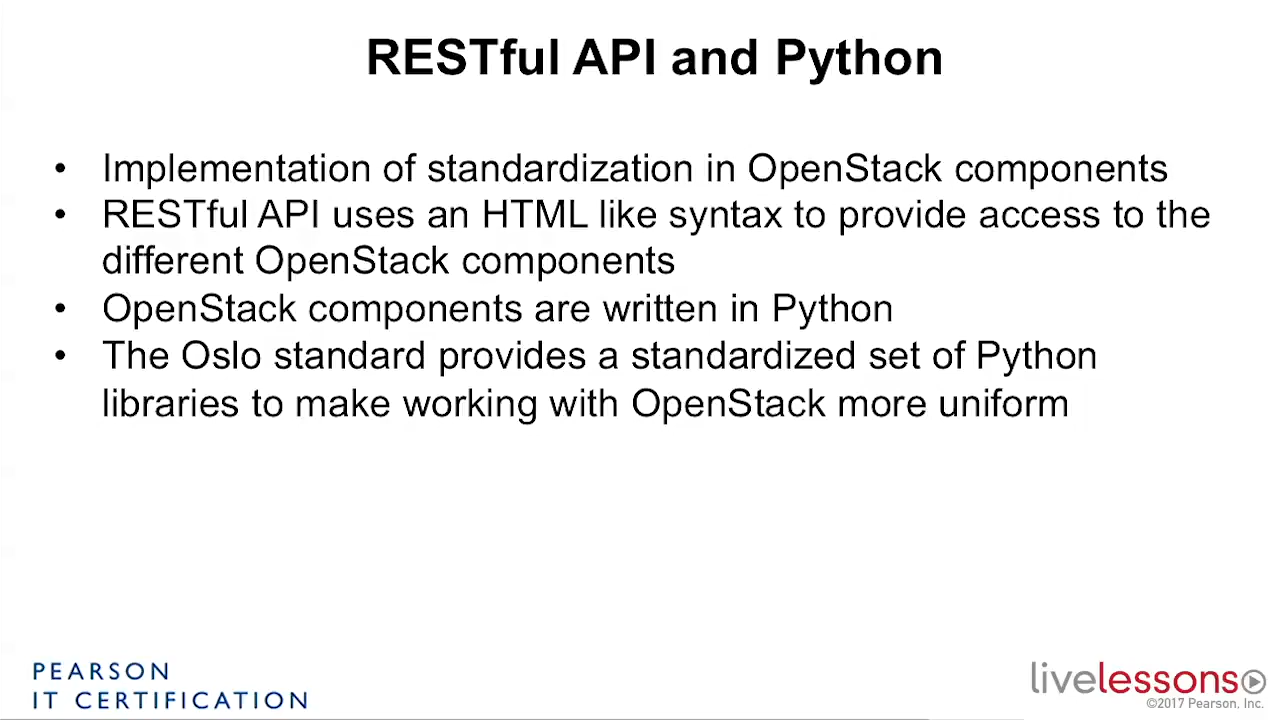 RESTful API and Python
• Implementation of standardization in OpenStack components
• RESTful API uses an HTML like syntax to provide access to the
different OpenStack components
• OpenStack components are written in Python
• The Oslo standard provides a standardized set of Python
libraries to make working with OpenStack more uniform
PEARSON
IT CERTIFICATION
livelessons
©2017 Pearson, Inc.